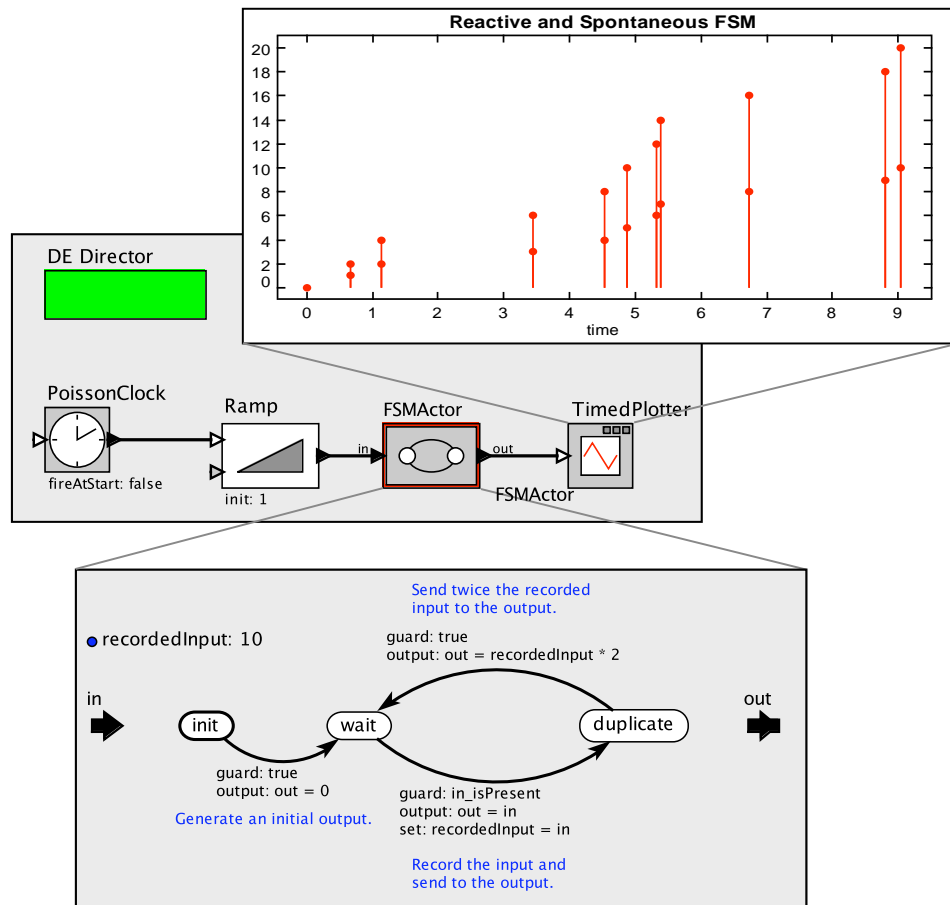 Reactive and Spontaneous FSM
20
18
16
14
12
10
8
6
4
2
0
0 1 2 3 4 5 6 7 8 9
time
DE Director
PoissonClock
fireAtStart: false
Ramp
init: 1
FSMActor
in
out
FSMActor
TimedPlotter
Send twice the recorded
input to the output.
recordedInput: 10
guard: true
output: out = recordedInput * 2
in
init
wait
duplicate
out
guard: true
output: out = 0
Generate an initial output.
guard: in_isPresent
output: out = in
set: recordedInput = in
Record the input and
send to the output.